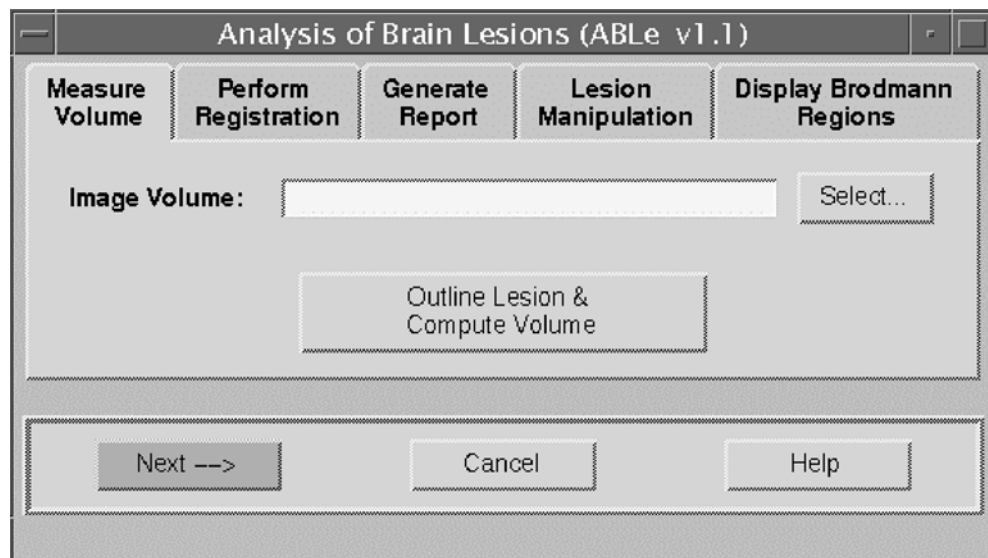 Analysis of Brain Lesions (ABLe v1.1)
Measure
Volume
Perform
Registration
Generate
Report
Lesion
Manipulation
Display Brodmann
Regions
Image Volume:
Select...
Outline Lesion &
Compute Volume
Next -->
Cancel
Help